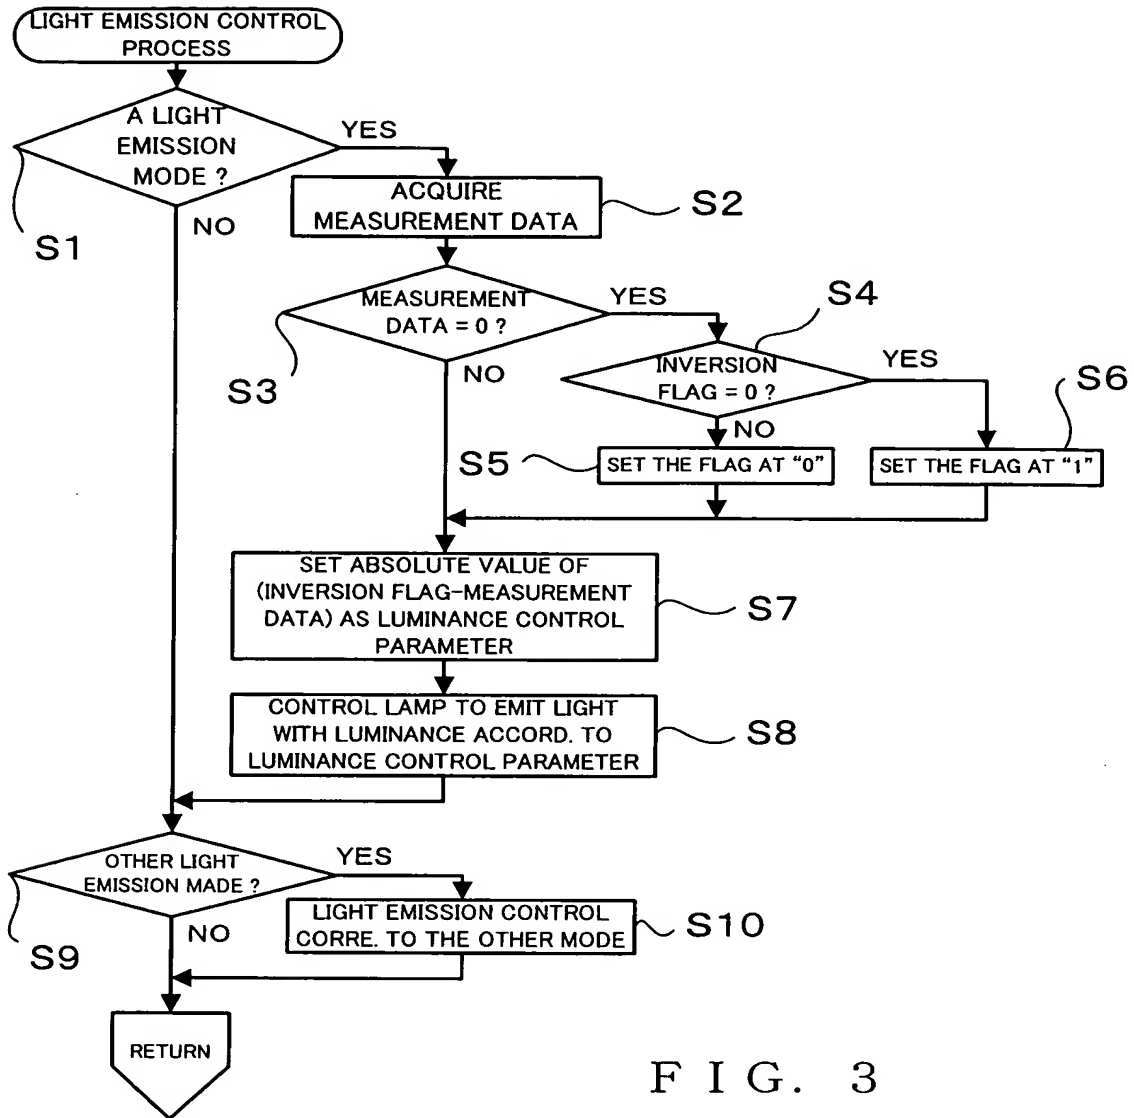 LIGHT EMISSION CONTROL
PROCESS
A LIGHT
EMISSION
MODE ?
YES
NO
S1
ACQUIRE
MEASUREMENT DATA
S2
MEASUREMENT
DATA = 0 ?
YES
NO
S3
S4
INVERSION
FLAG = 0 ?
YES
NO
S5
SET THE FLAG AT “0”
S6
SET THE FLAG AT “1”
SET ABSOLUTE VALUE OF
(INVERSION FLAG-MEASUREMENT
DATA) AS LUMINANCE CONTROL
PARAMETER
S7
CONTROL LAMP TO EMIT LIGHT
WITH LUMINANCE ACCORD. TO
LUMINANCE CONTROL PARAMETER
S8
OTHER LIGHT
EMISSION MADE ?
YES
NO
S9
LIGHT EMISSION CONTROL
CORRE. TO THE OTHER MODE
S10
RETURN
FIG. 3